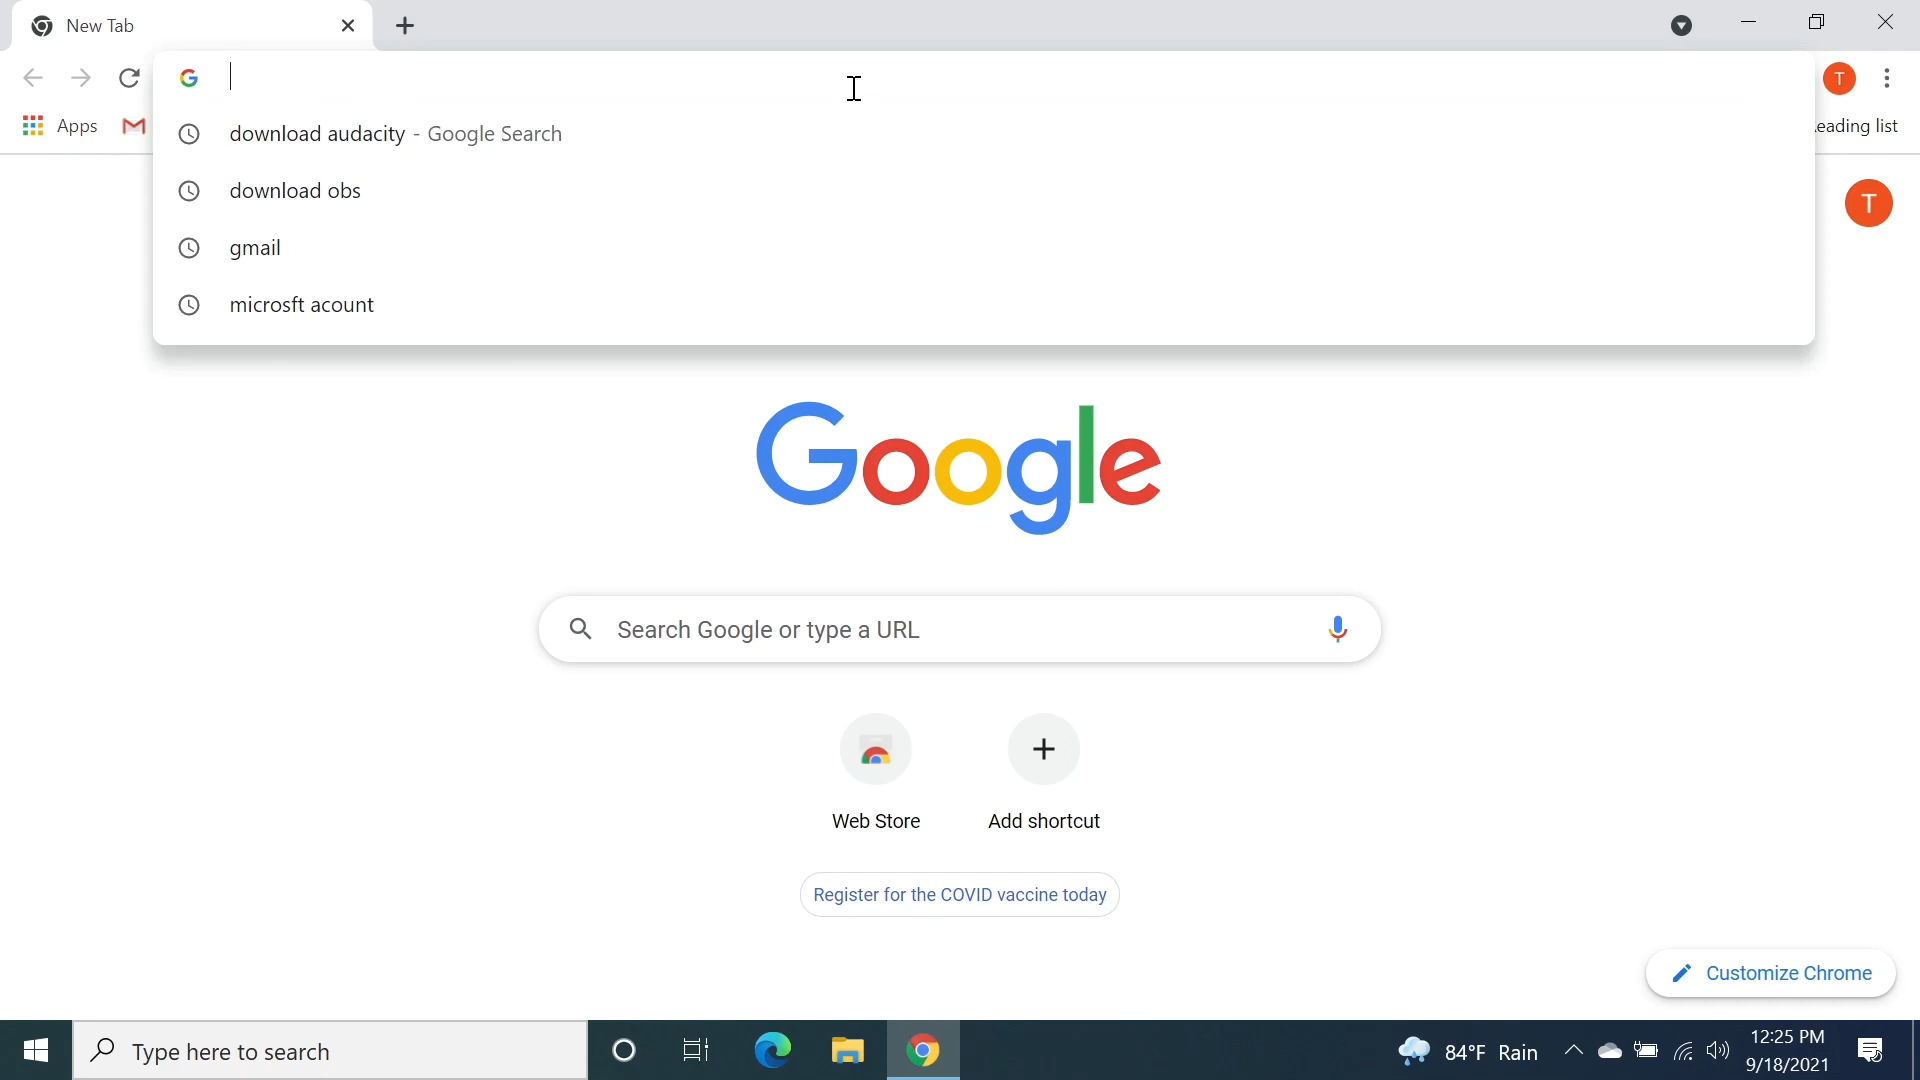 New Tab
download audacity - Google Search
Apps
eading list
download obs
T
T
gmail
microsft acount
Google
Search Google or type a URL
Web Store
Add shortcut
Register for the COVID vaccine today
Customize Chrome
Type here to search
84°F Rain
12:25 PM
9/18/2021